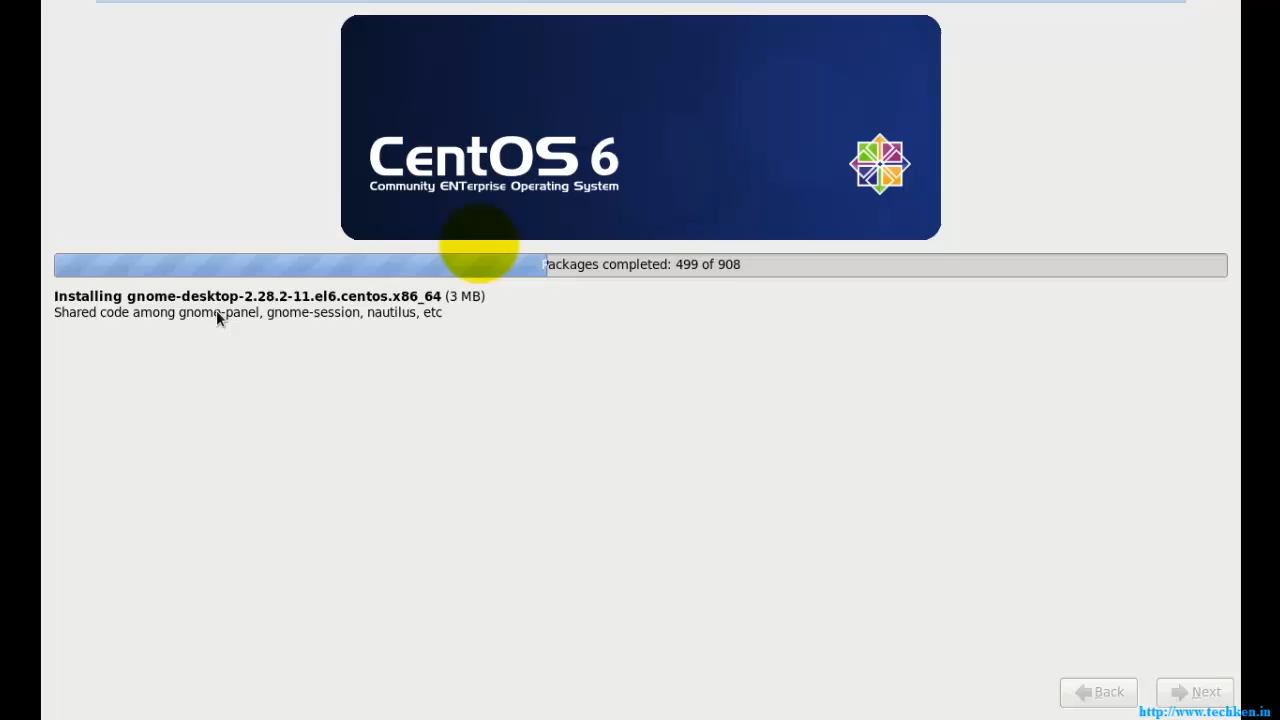 CentOS 6
Community ENTerprise Operating System
Packages completed: 499 of 908
Installing gnome-desktop-2.28.2-11.el6.centos.x86_64 (3 MB)
Shared code among gnome-panel, gnome-session, nautilus, etc
Back
Next
http://www.techken.in